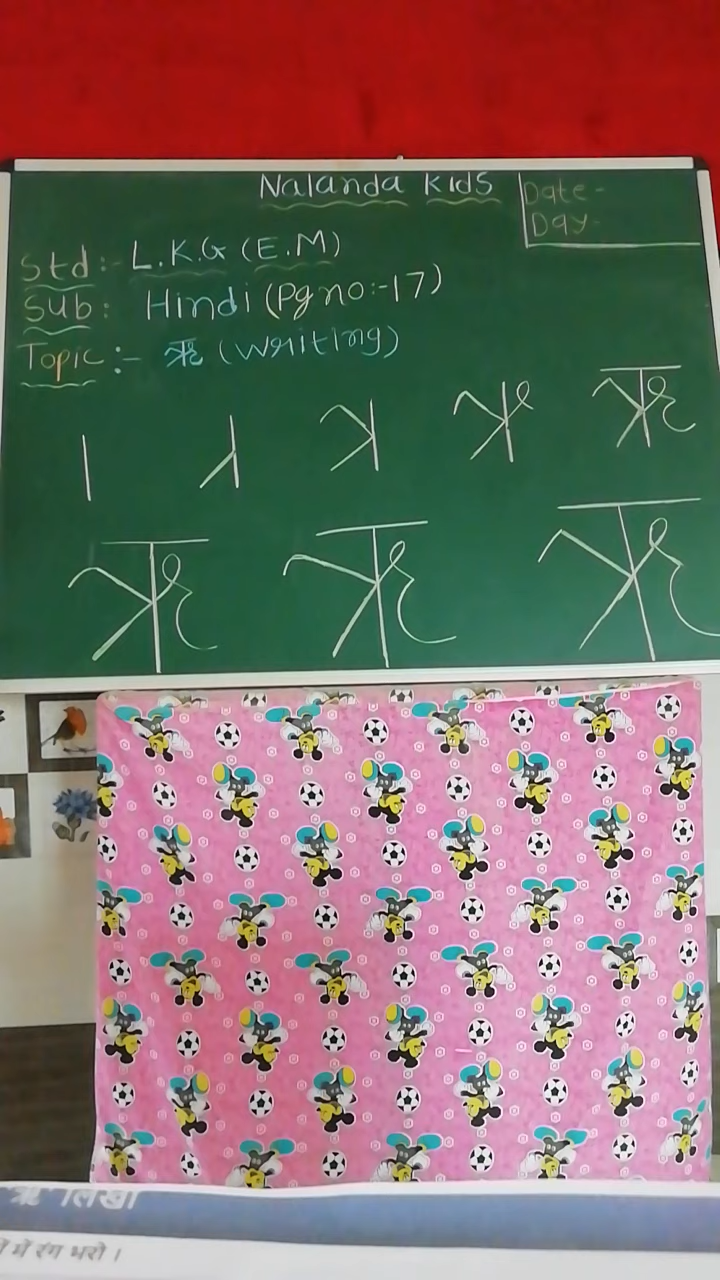 Nalanda Kids
Date -
Day -
Std :- L.K.G (E.M)
Sub : Hindi (Pg no :- 17)
Topic :- ऋ (Writing)
ऋ
ऋ ऋ ऋ
'ऋ' लिखो
में रंग भरो ।